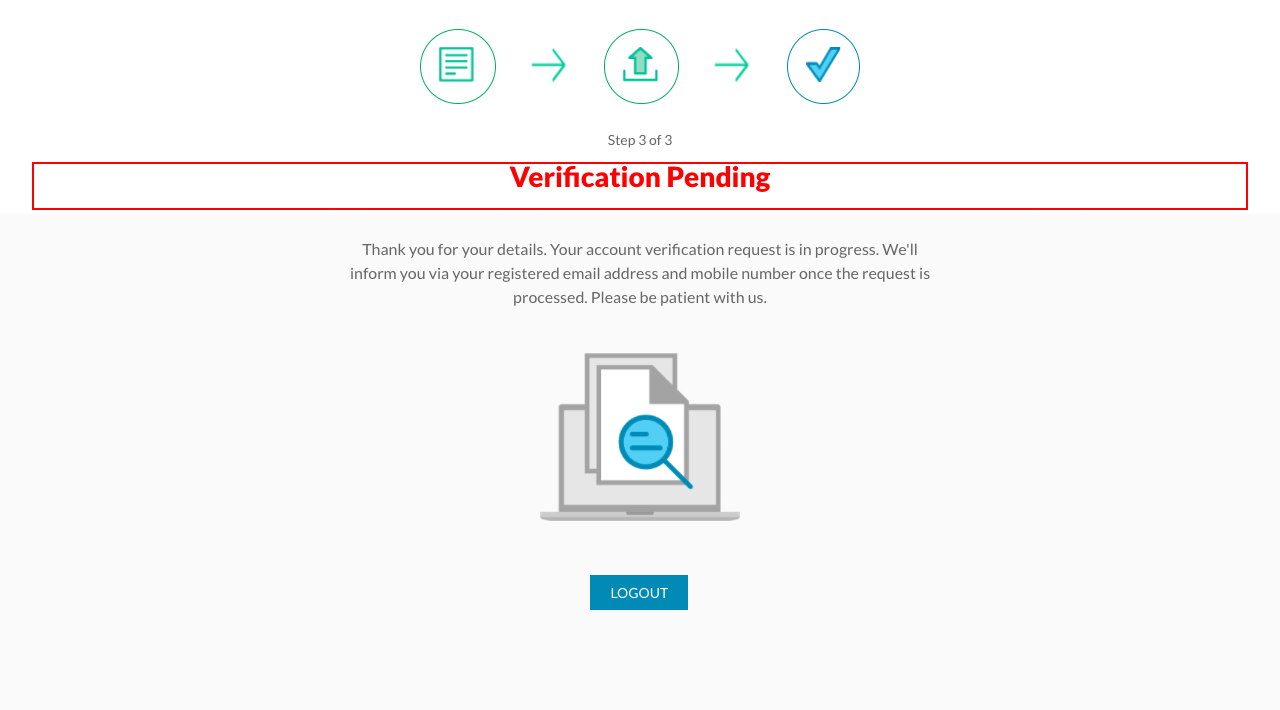 Step 3 of 3
Verification Pending
Thank you for your details. Your account verification request is in progress. We'll
inform you via your registered email address and mobile number once the request is
processed. Please be patient with us.
LOGOUT